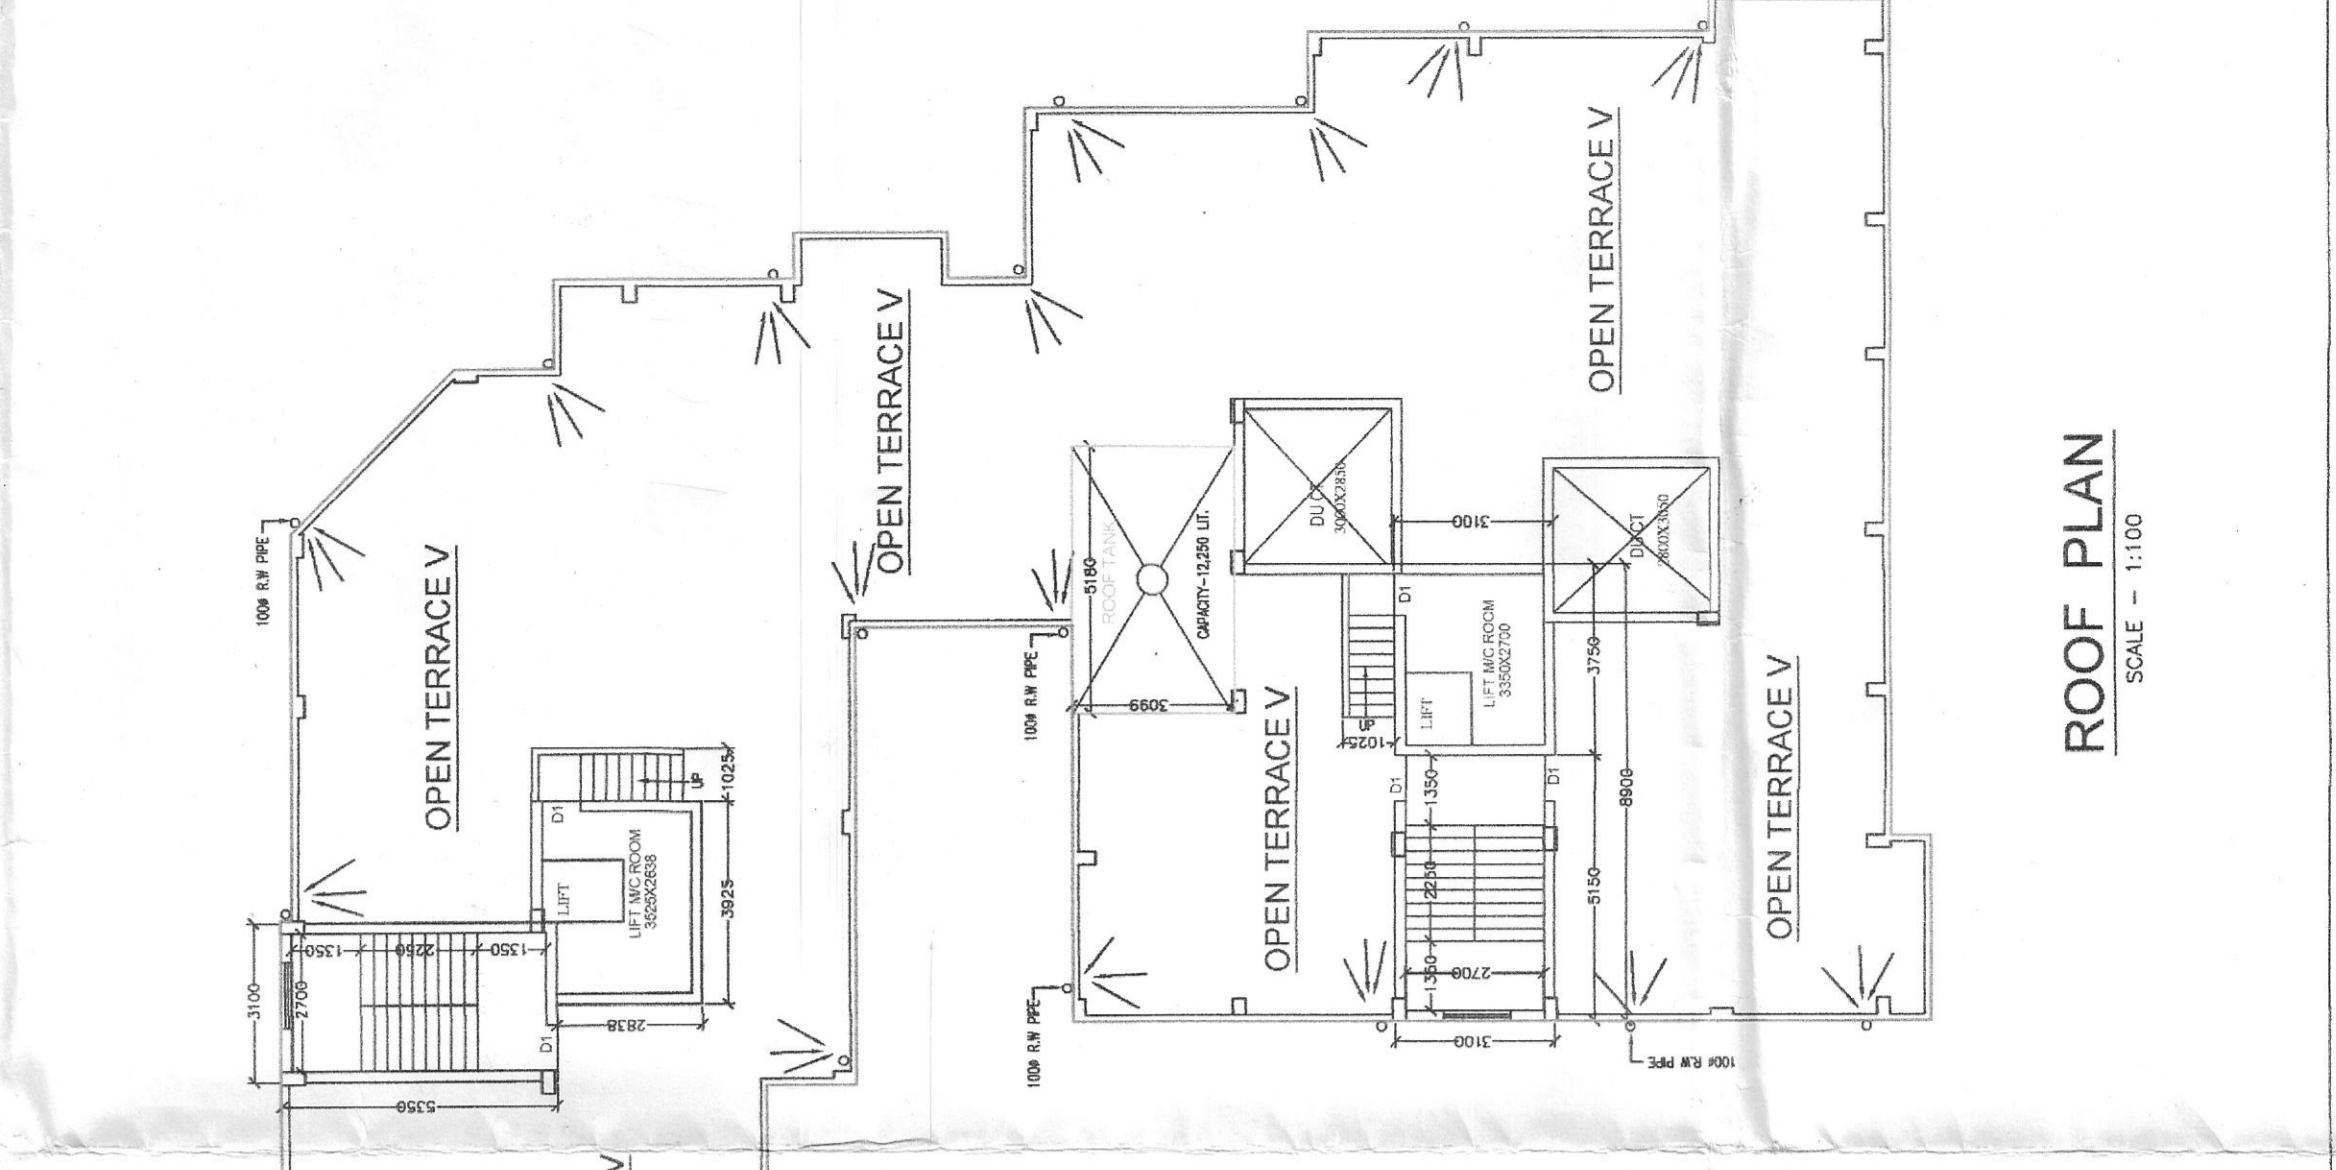 100ø R.W PIPE
OPEN TERRACE V
3100
2700
1350
2250
1350
5350
D1
LIFT
LIFT M/C ROOM
3525X2638
D1
UP
1025
3925
2838
OPEN TERRACE V
100ø R.W PIPE
100ø R.W PIPE
ROOF TANK
5180
3099
CAPACITY-12,250 LIT.
OPEN TERRACE V
DUCT
3000X2850
3100
DUCT
D1
LIFT
LIFT M/C ROOM
3350X2700
UP
1025
D1
D1
1350
2250
1350
2700
3100
3750
5150
8900
100ø R.W PIPE
OPEN TERRACE V
OPEN TERRACE V
ROOF PLAN
SCALE - 1:100